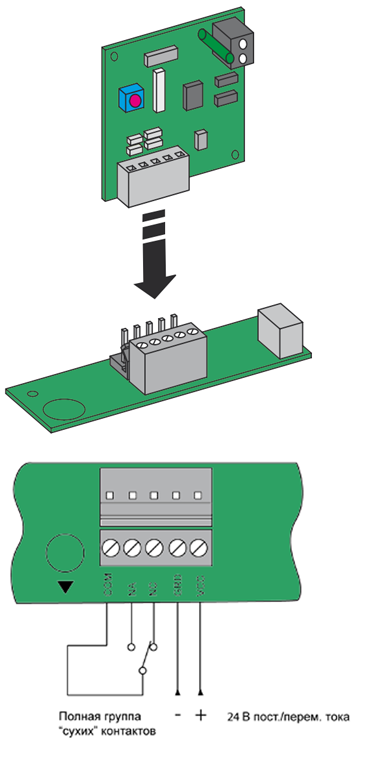 COM NA NC
- + 24 В пост./перем. тока
Полная группа
“сухих” контактов